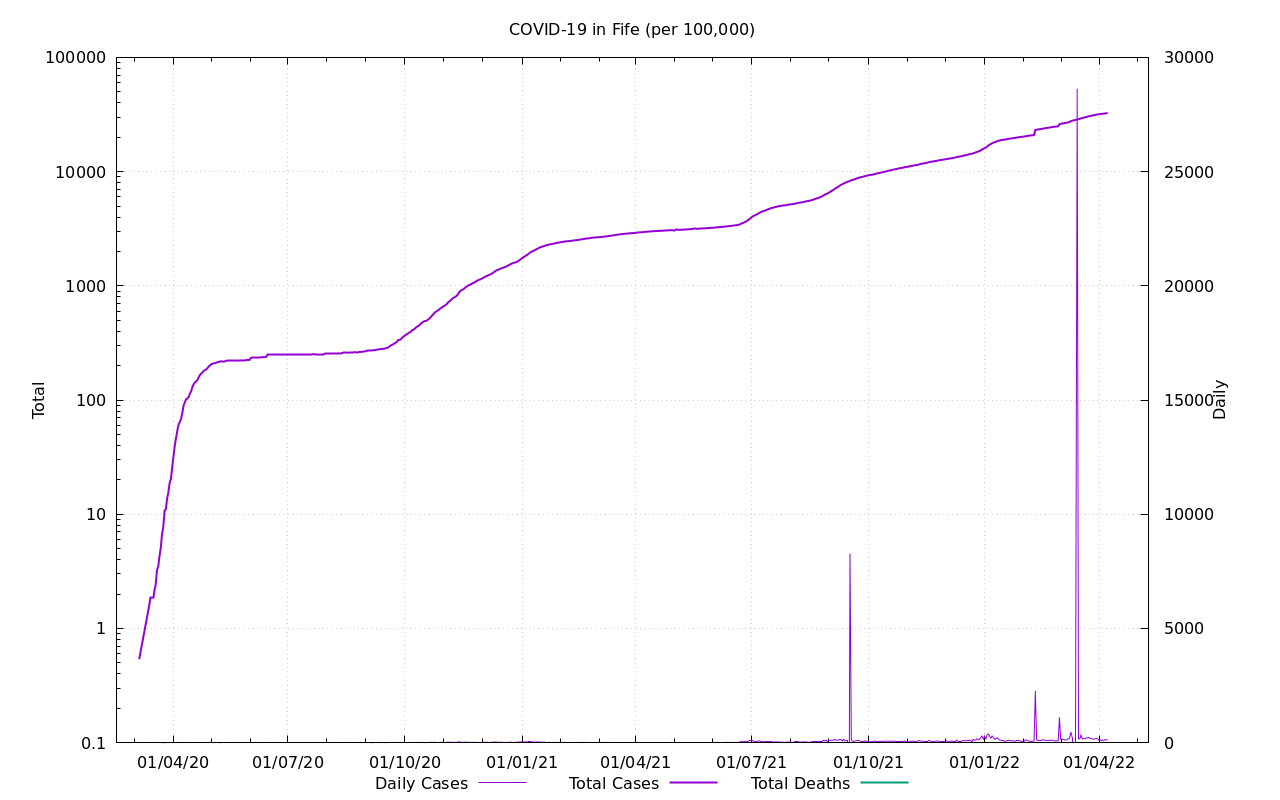 COVID-19 in Fife (per 100,000)
100000
10000
1000
100
10
1
0.1
Total
30000
25000
20000
15000
10000
5000
0
Daily
01/04/20 01/07/20 01/10/20 01/01/21 01/04/21 01/07/21 01/10/21 01/01/22 01/04/22
Daily Cases Total Cases Total Deaths